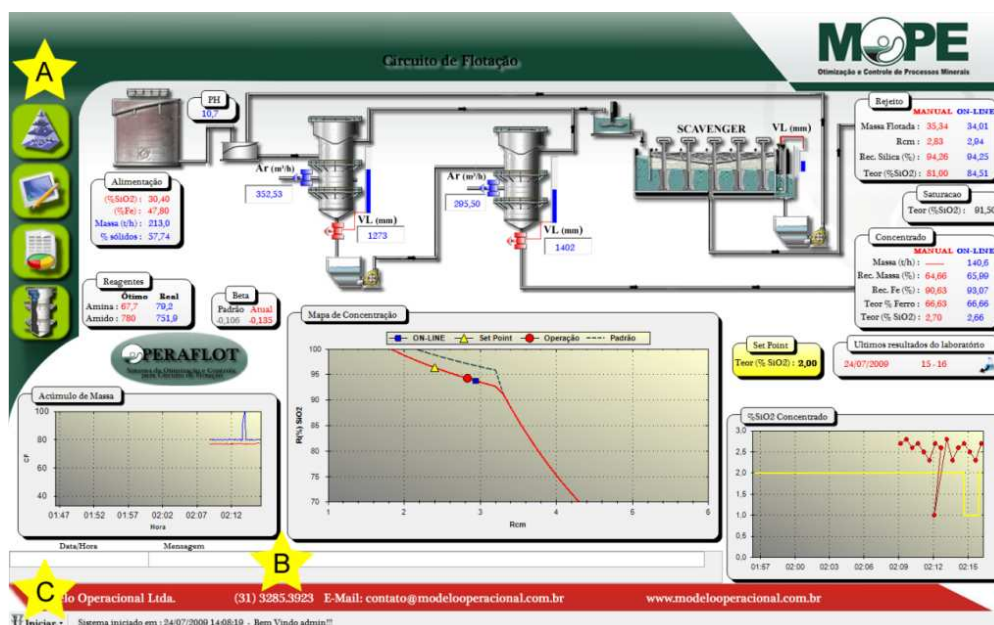 A
Circuito de Flotação
MOPE
Otimização e Controle de Processos Minerais
PH
10,7
Ar (m³/h)
352,53
VL (mm)
1273
Ar (m³/h)
295,50
VL (mm)
1402
SCAVENGER
VL (mm)
Alimentação
(%SiO2) : 30,40
(%Fe) : 47,80
Massa (t/h) : 213,0
% sólidos : 57,74
Reagentes
Ótimo Real
Amina : 67,7 79,2
Amido : 780 751,9
Beta
Padrão Atual
-0,106 -0,135
OPERAFLOT
Sistema de Otimização e Controle
para Circuito de Flotação
Rejeito
MANUAL ON-LINE
Massa Flotada : 35,34 34,01
Rcm : 2,83 2,94
Rec. Silica (%) : 94,26 94,25
Teor (%SiO2) : 81,00 84,51
Saturacao
Teor (%SiO2) : 91,50
Concentrado
MANUAL ON-LINE
Massa (t/h) : ------ 140,6
Rec. Massa (%) : 64,66 65,99
Rec. Fe (%) : 90,63 93,07
Teor % Ferro : 66,63 66,66
Teor (% SiO2) : 2,70 2,66
Set Point
Teor (% SiO2) : 2,00
Ultimos resultados do laboratório
24/07/2009 15 - 16
Mapa de Concentração
ON-LINE Set Point Operação Padrão
R(%) SiO2
100
95
90
85
80
75
70
1 2 3 4 5 6
Rcm
Acúmulo de Massa
CF
100
80
60
40
01:47 01:52 01:57 02:02 02:07 02:12
Hora
%SiO2 Concentrado
3,0
2,5
2,0
1,5
1,0
0,5
0,0
01:57 02:00 02:03 02:06 02:09 02:12 02:15
Data/Hora Mensagem
B
C
lo Operacional Ltda. (31) 3285.3923 E-Mail: contato@modelooperacional.com.br www.modelooperacional.com.br
Iniciar Sistema iniciado em : 24/07/2009 14:08:19 - Bem Vindo admin!!!